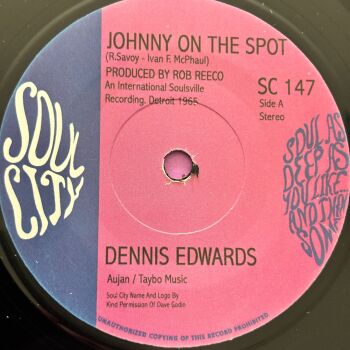 JOHNNY ON THE SPOT
(R.Savoy - Ivan F. McPhaul)
PRODUCED BY ROB REECO
An International Soulsville
Recording. Detroit 1965
SC 147
Side A
Stereo
SOUL
CITY
SOUL AS
DEEP AS
YOU LIKE...
AND THEN
SOME
DENNIS EDWARDS
Aujan / Taybo Music
Soul City Name And Logo By
Kind Permission Of Dave Godin
UNAUTHORIZED COPYING OF THIS RECORD PROHIBITED